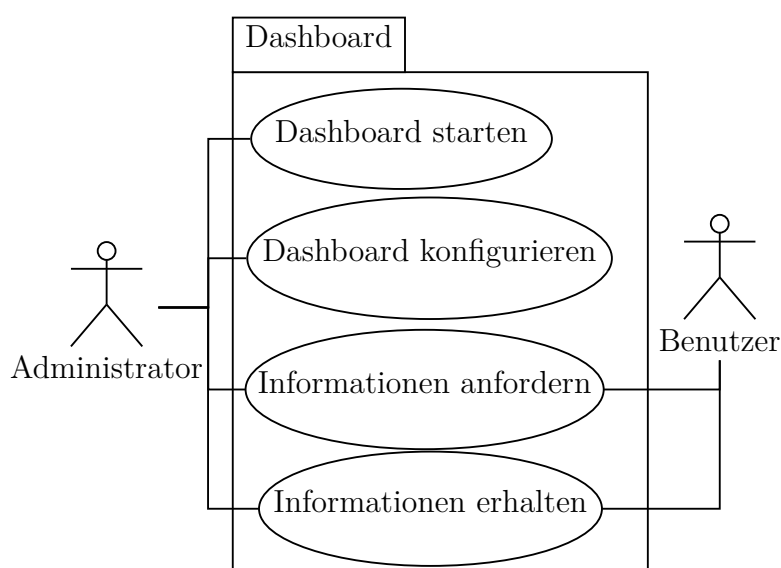 Dashboard
Dashboard starten
Dashboard konfigurieren
Benutzer
Administrator
Informationen anfordern
Informationen erhalten